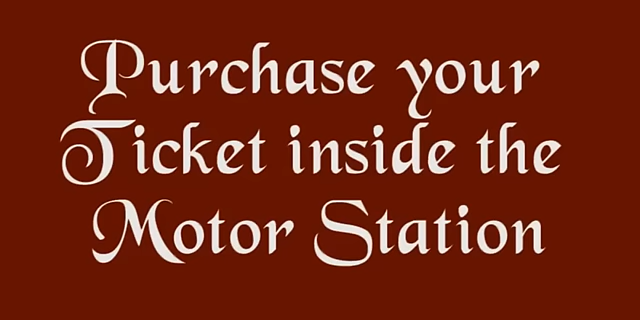 Purchase your
Ticket inside the
Motor Station